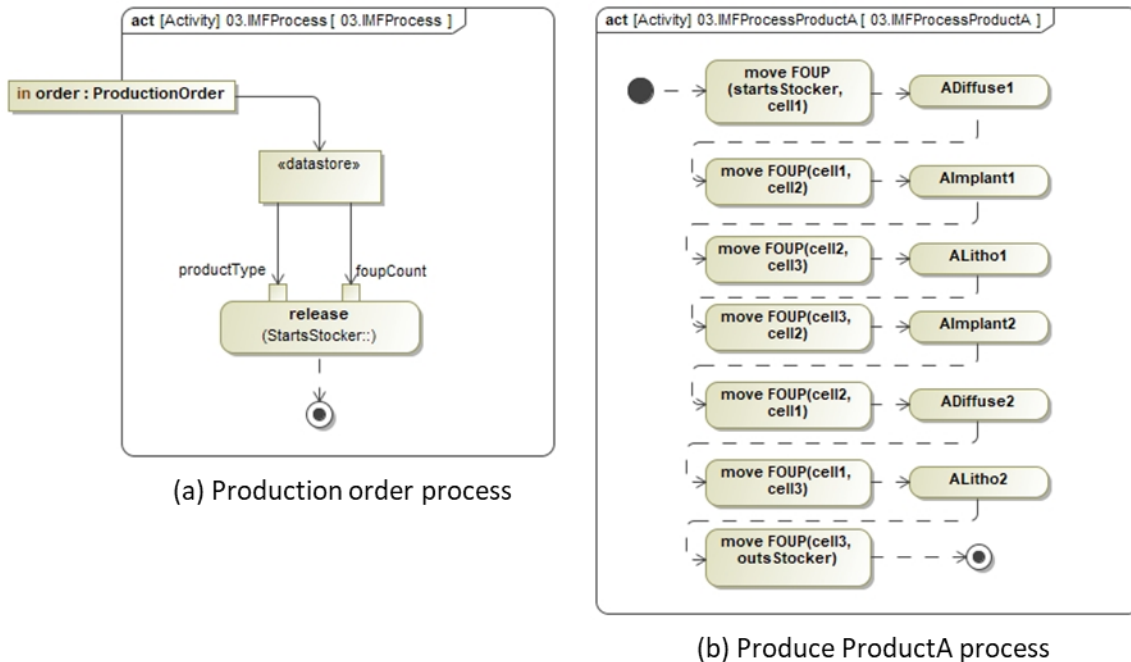 act [Activity] 03.IMFProcess [ 03.IMFProcess ]
in order : ProductionOrder
«datastore»
productType
foupCount
release
(StartsStocker::)
(a) Production order process
act [Activity] 03.IMFProcessProductA [ 03.IMFProcessProductA ]
move FOUP
(startsStocker,
cell1)
ADiffuse1
move FOUP(cell1,
cell2)
AImplant1
move FOUP(cell2,
cell3)
ALitho1
move FOUP(cell3,
cell2)
AImplant2
move FOUP(cell2,
cell1)
ADiffuse2
move FOUP(cell1,
cell3)
ALitho2
move FOUP(cell3,
outsStocker)
(b) Produce ProductA process